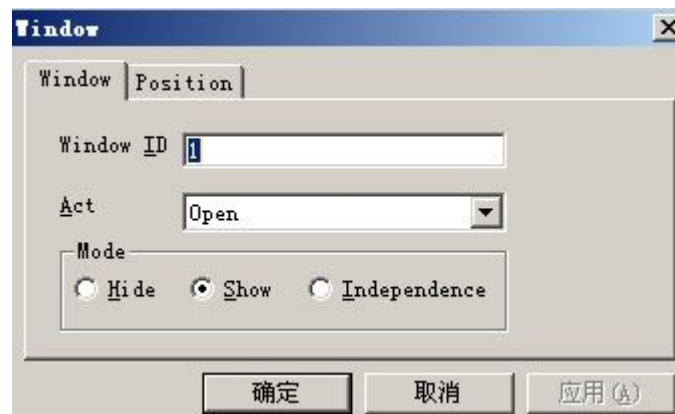 Window
Window Position
Window ID 1
Act Open
Mode
Hide Show Independence
确定 取消 应用(A)